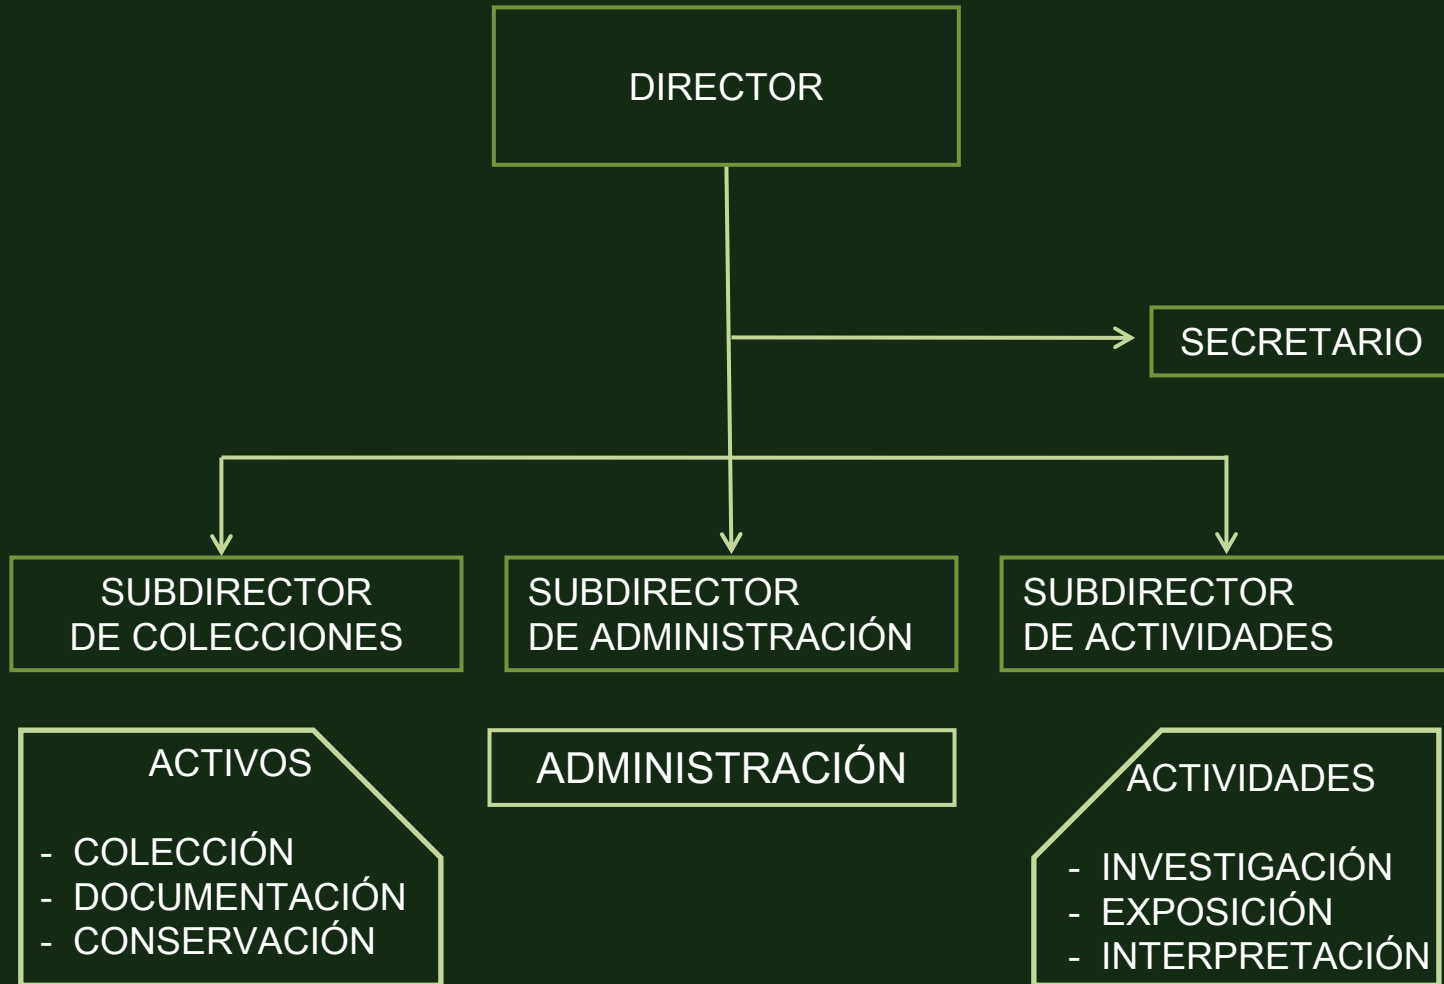 DIRECTOR
SECRETARIO
SUBDIRECTOR
DE COLECCIONES
SUBDIRECTOR
DE ADMINISTRACIÓN
SUBDIRECTOR
DE ACTIVIDADES
ACTIVOS
- COLECCIÓN
- DOCUMENTACIÓN
- CONSERVACIÓN
ADMINISTRACIÓN
ACTIVIDADES
- INVESTIGACIÓN
- EXPOSICIÓN
- INTERPRETACIÓN